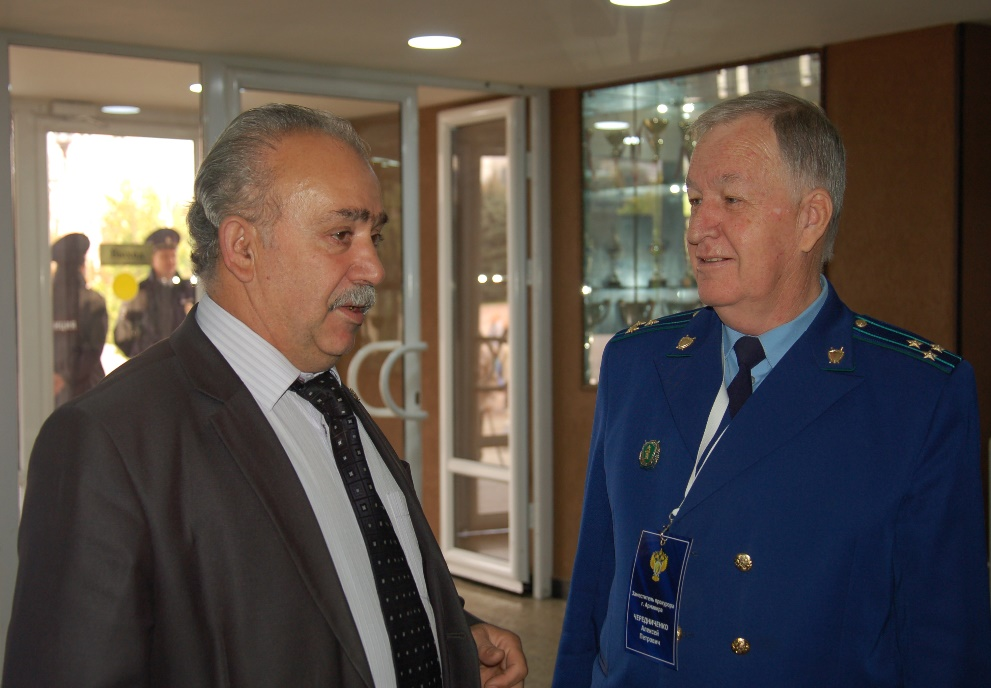 Заместитель прокурора
г. Армавира
ЧЕРЕДНИЧЕНКО
Алексей
Петрович